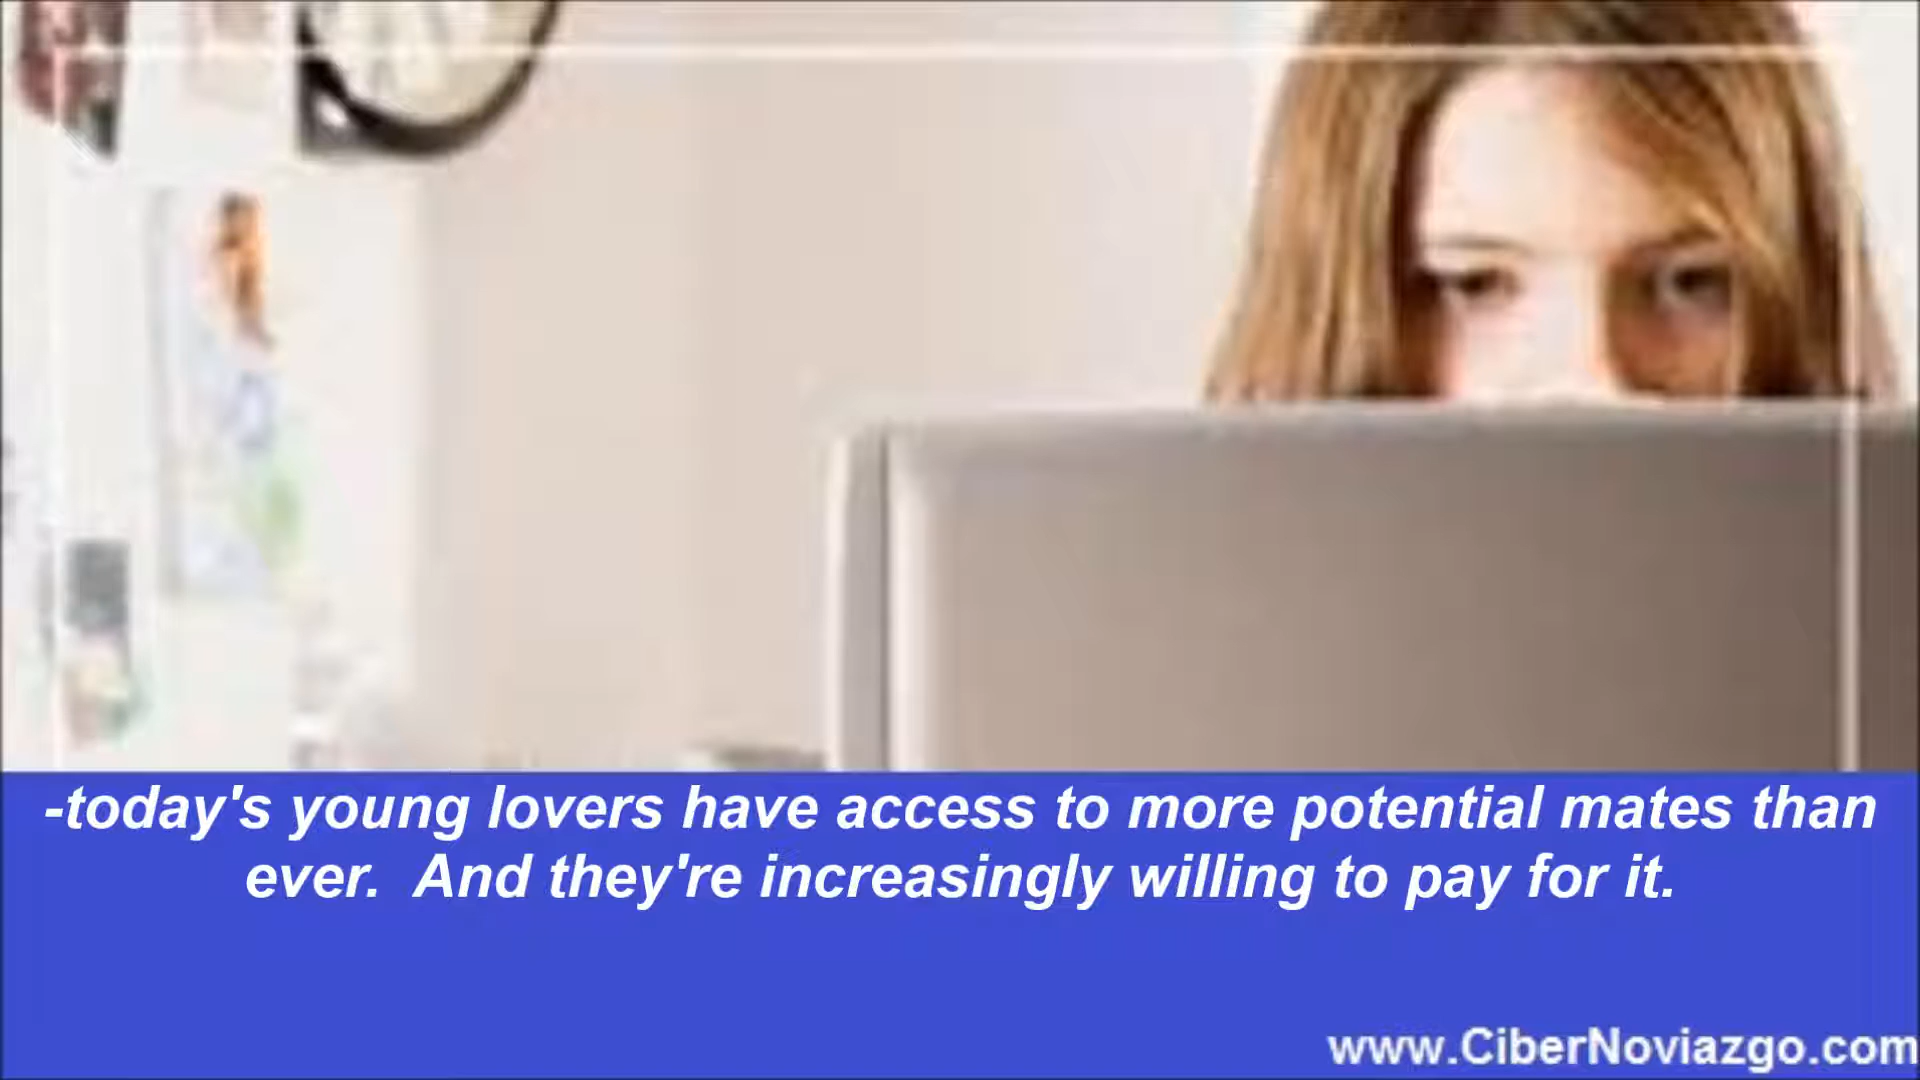 -today's young lovers have access to more potential mates than
ever.  And they're increasingly willing to pay for it.
www.CiberNoviazgo.com